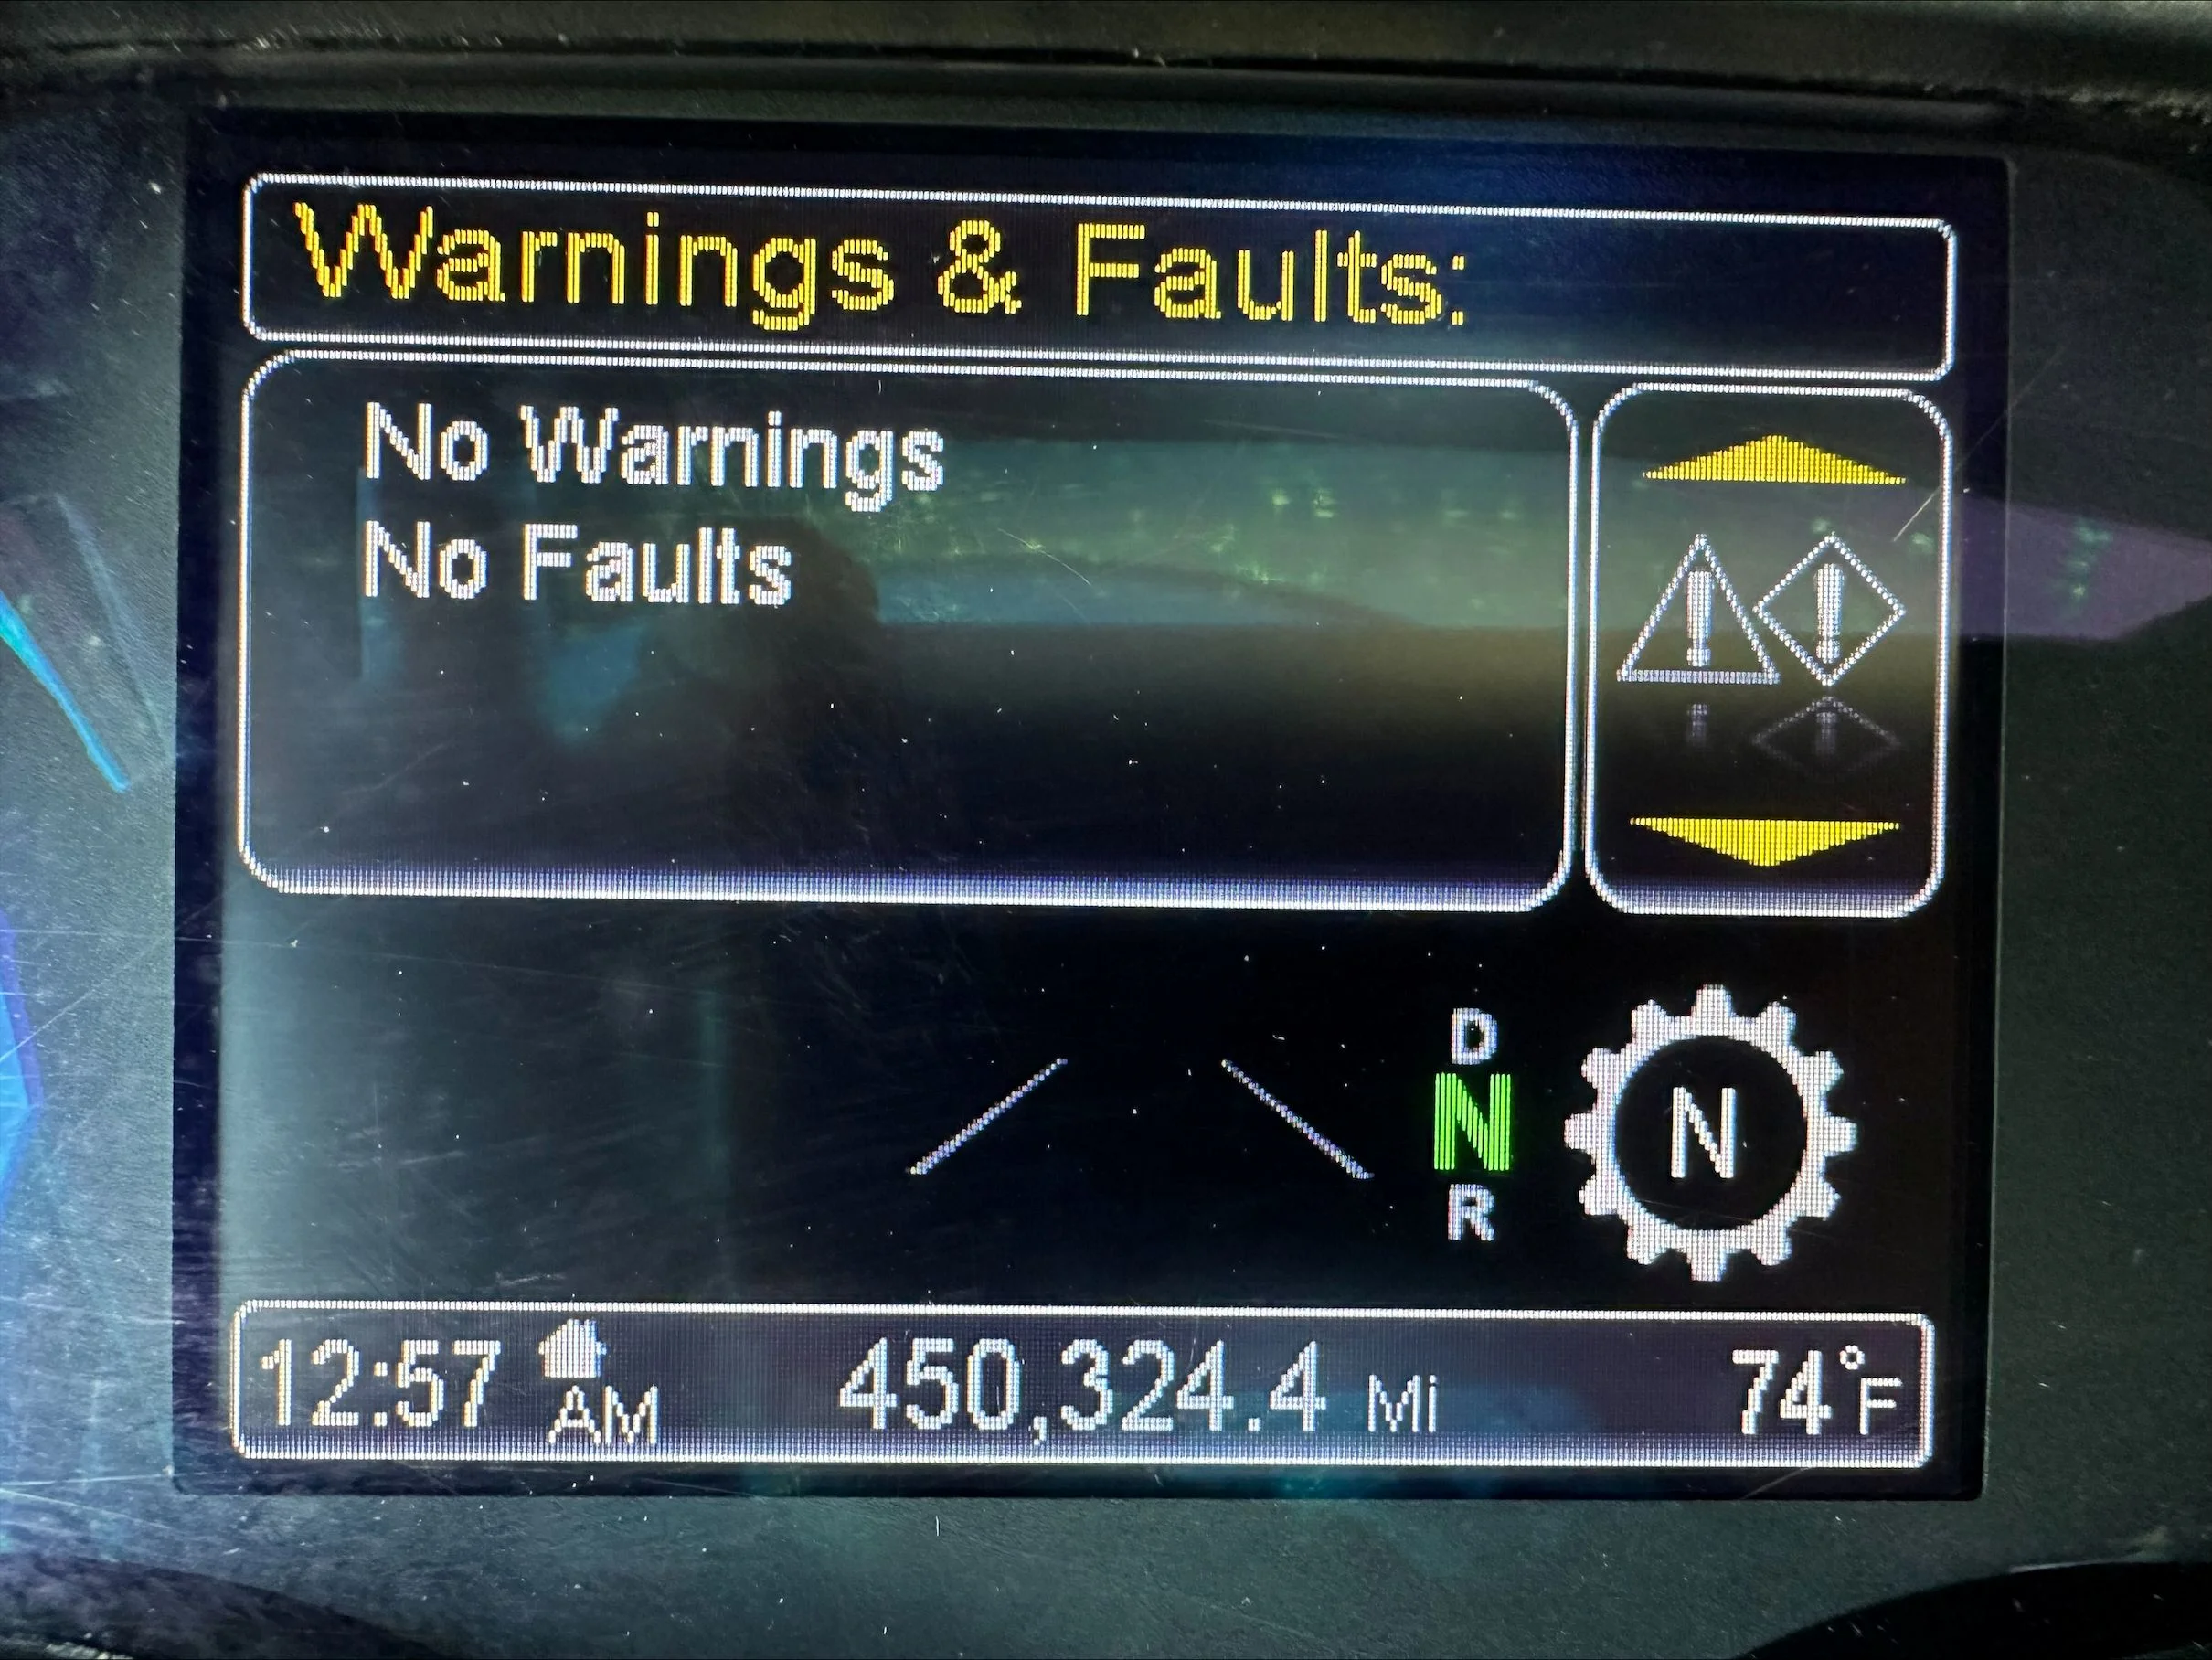 Warnings & Faults:
No Warnings
No Faults
D
N
R
N
12:57 AM 450,324.4 Mi 74°F